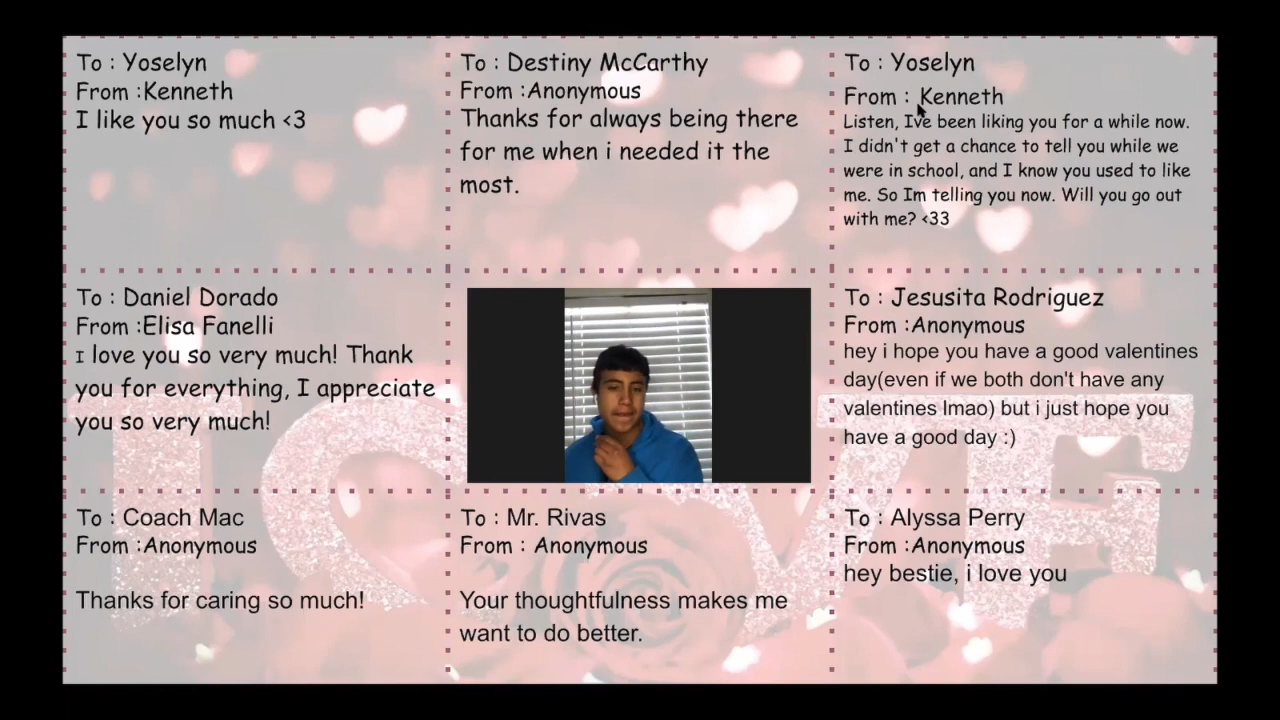 To : Yoselyn
From :Kenneth
I like you so much <3
To : Destiny McCarthy
From :Anonymous
Thanks for always being there
for me when i needed it the
most.
To : Yoselyn
From : Kenneth
Listen, Ive been liking you for a while now.
I didn't get a chance to tell you while we
were in school, and I know you used to like
me. So Im telling you now. Will you go out
with me? <33
To : Daniel Dorado
From :Elisa Fanelli
I love you so very much! Thank
you for everything, I appreciate
you so very much!
To : Jesusita Rodriguez
From :Anonymous
hey i hope you have a good valentines
day(even if we both don't have any
valentines lmao) but i just hope you
have a good day :)
To : Coach Mac
From :Anonymous
Thanks for caring so much!
To : Mr. Rivas
From : Anonymous
Your thoughtfulness makes me
want to do better.
To : Alyssa Perry
From :Anonymous
hey bestie, i love you